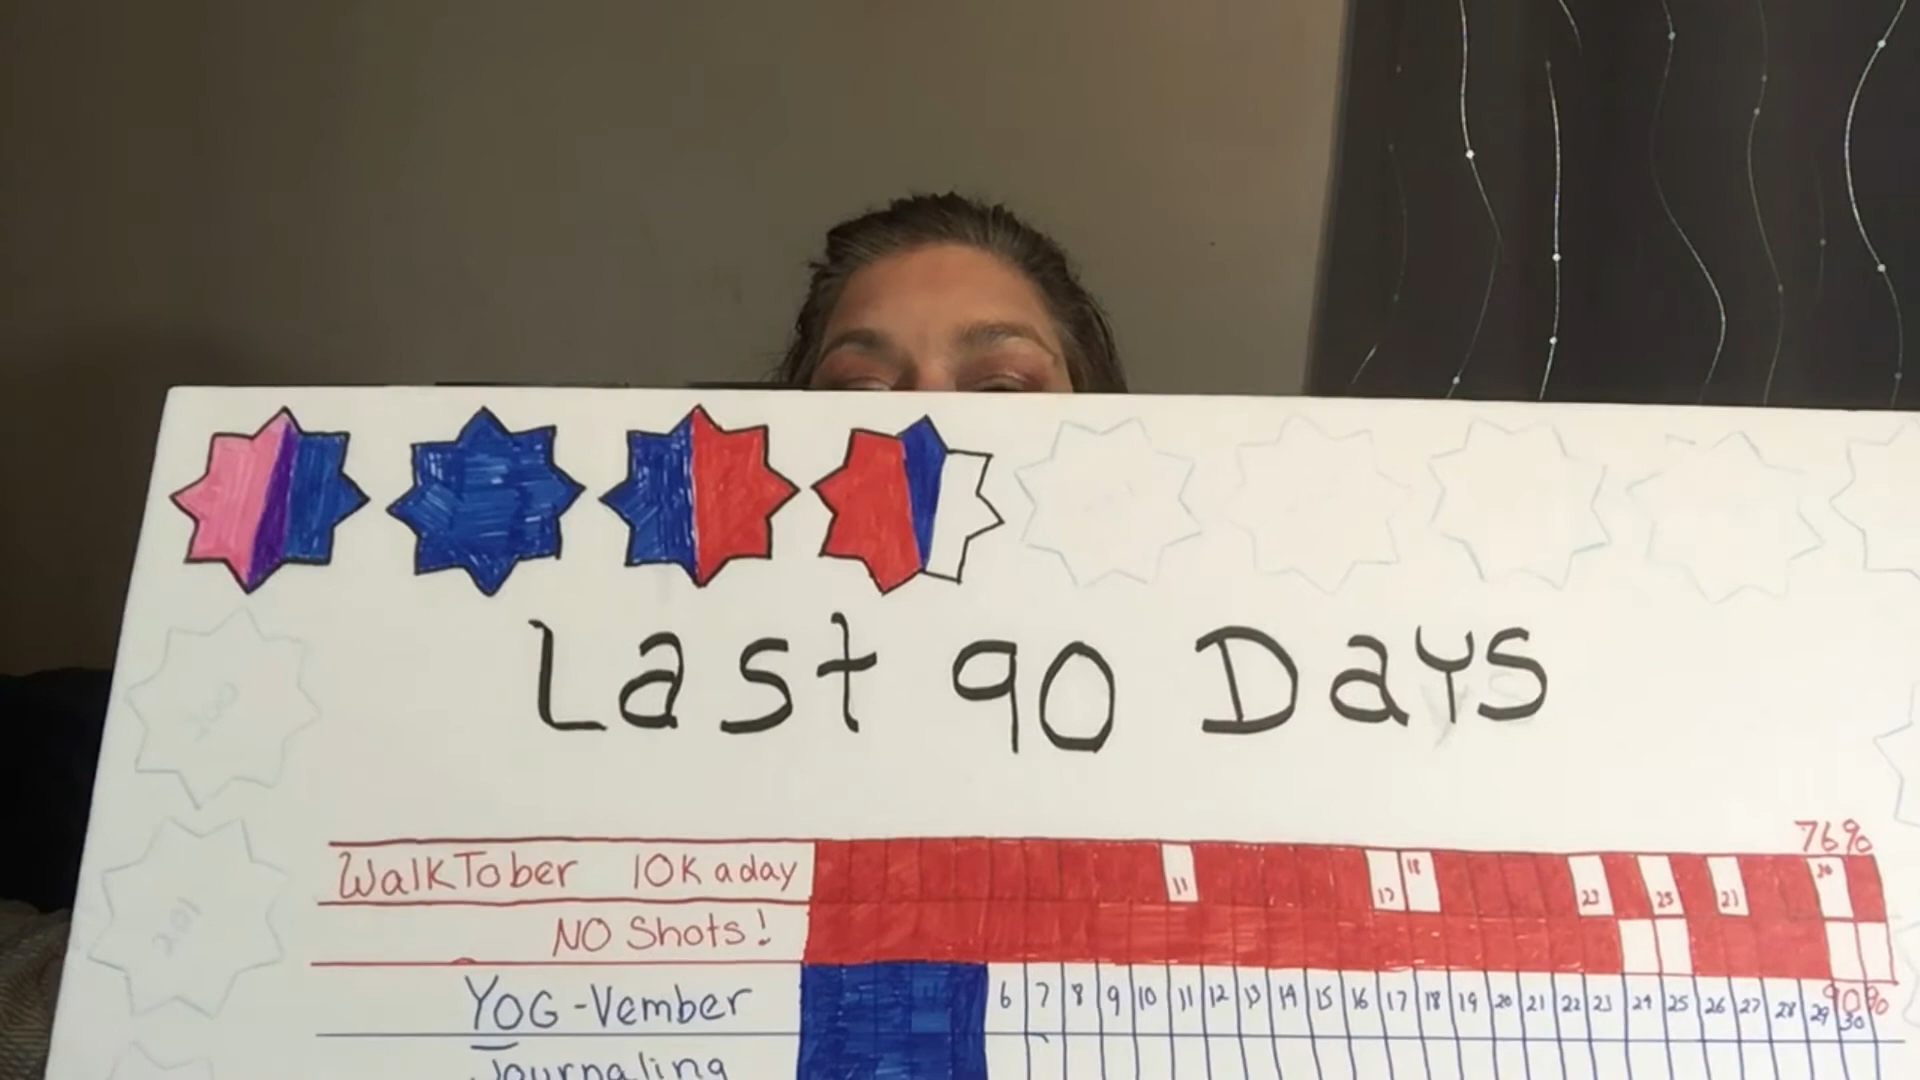 Last 90 Days
76%
WalkTober 10K a day 11 17 18 23 25 27 30
NO Shots!
YOG-Vember 6 7 8 9 10 11 12 13 14 15 16 17 18 19 20 21 22 23 24 25 26 27 28 29 30
90%
Journaling
201